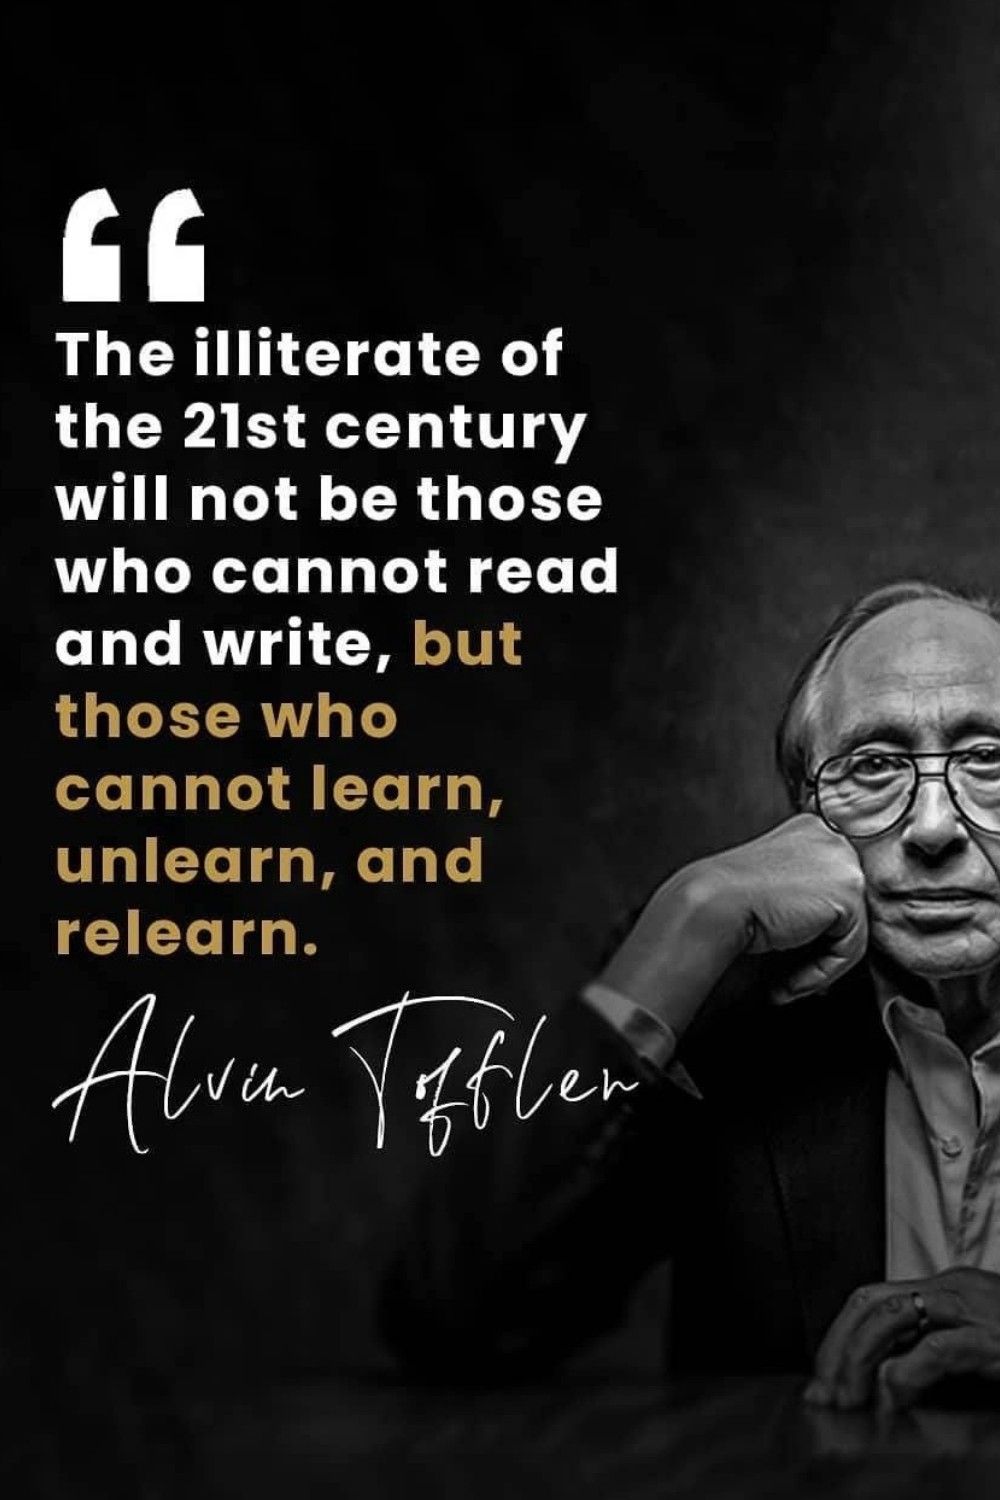 “
The illiterate of
the 21st century
will not be those
who cannot read
and write, but
those who
cannot learn,
unlearn, and
relearn.
Alvin Toffler